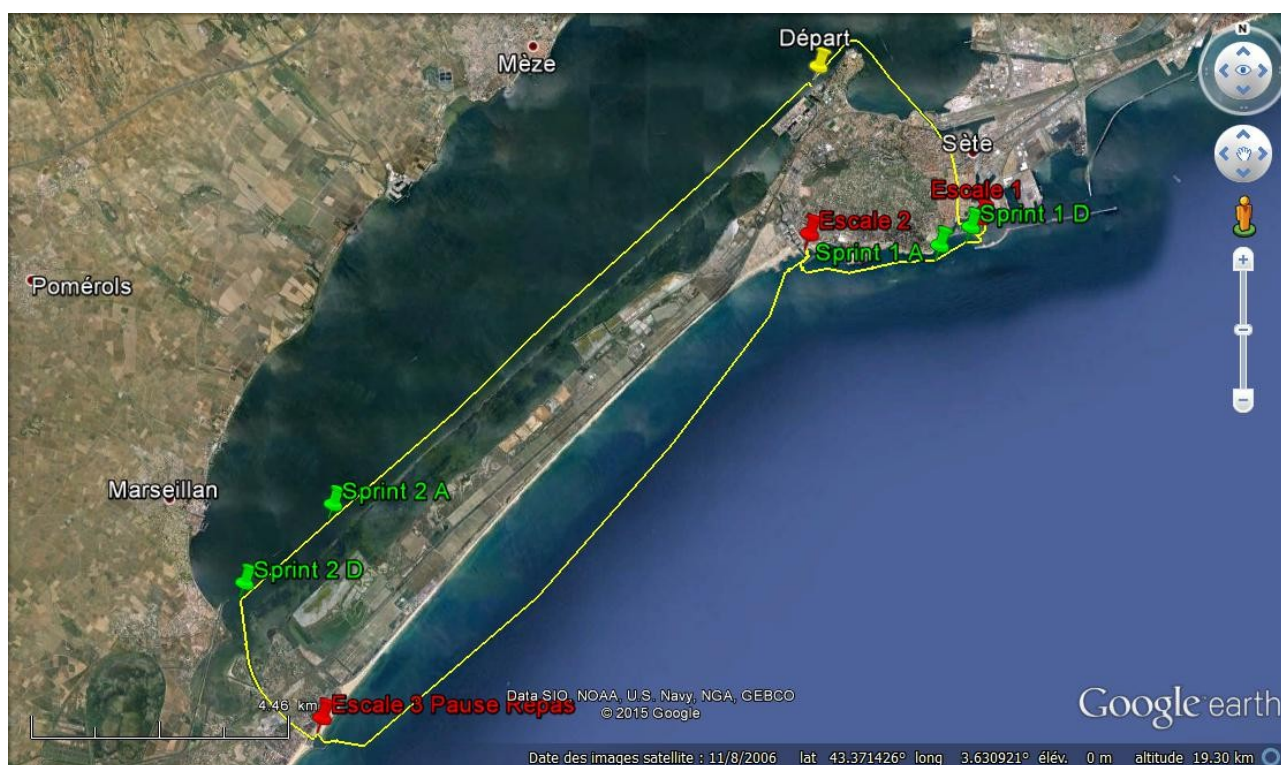 N
Départ
Mèze
Sète
Escale 1
Sprint 1 D
Escale 2
Sprint 1 A
Pomérols
Sprint 2 A
Marseillan
Sprint 2 D
Escale 3 Pause Repas
4.46 km
Data SIO, NOAA, U.S. Navy, NGA, GEBCO
© 2015 Google
Google earth
Date des images satellite : 11/8/2006 lat 43.371426° long 3.630921° élév. 0 m altitude 19.30 km